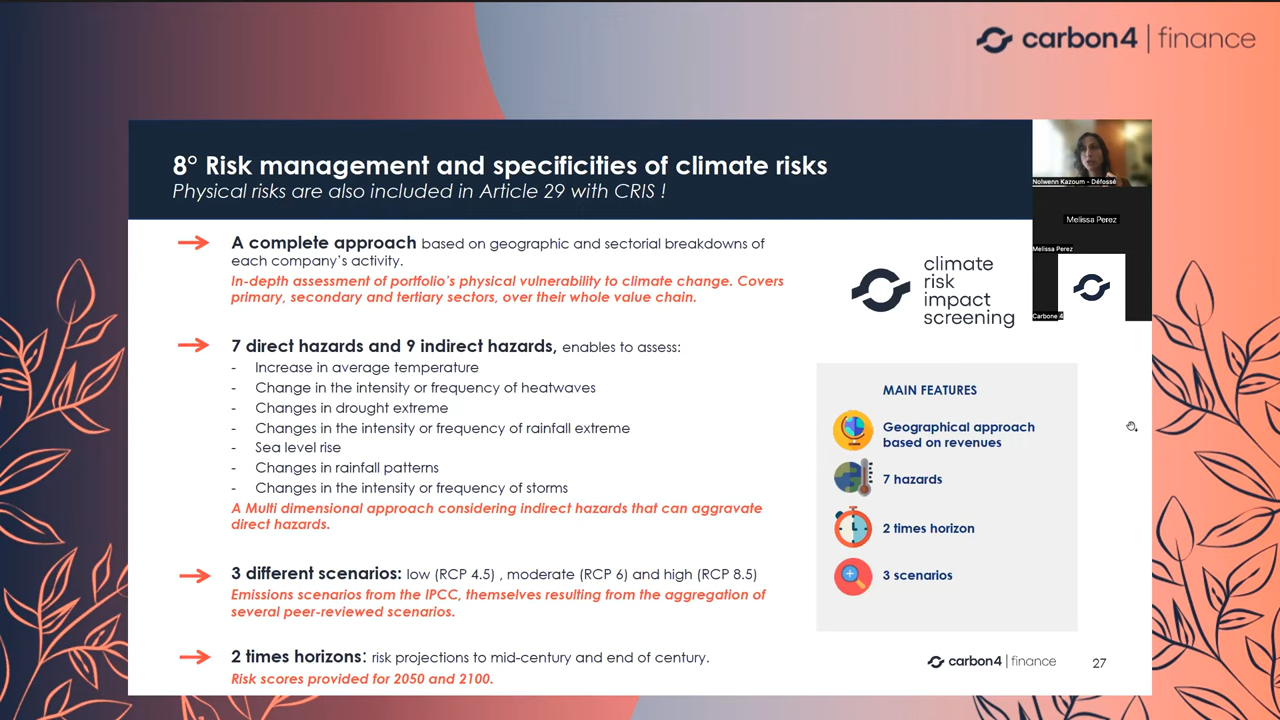 carbon4 | finance
8° Risk management and specificities of climate risks
Physical risks are also included in Article 29 with CRIS !
Nolwenn Kazoum - Défossé
Melissa Perez
Melissa Perez
Carbone 4
A complete approach based on geographic and sectorial breakdowns of
each company's activity.
In-depth assessment of portfolio's physical vulnerability to climate change. Covers
primary, secondary and tertiary sectors, over their whole value chain.
climate
risk
impact
screening
7 direct hazards and 9 indirect hazards, enables to assess:
- Increase in average temperature
- Change in the intensity or frequency of heatwaves
- Changes in drought extreme
- Changes in the intensity or frequency of rainfall extreme
- Sea level rise
- Changes in rainfall patterns
- Changes in the intensity or frequency of storms
A Multi dimensional approach considering indirect hazards that can aggravate
direct hazards.
MAIN FEATURES
Geographical approach
based on revenues
7 hazards
2 times horizon
3 scenarios
3 different scenarios: low (RCP 4.5) , moderate (RCP 6) and high (RCP 8.5)
Emissions scenarios from the IPCC, themselves resulting from the aggregation of
several peer-reviewed scenarios.
2 times horizons: risk projections to mid-century and end of century.
Risk scores provided for 2050 and 2100.
carbon4 | finance
27